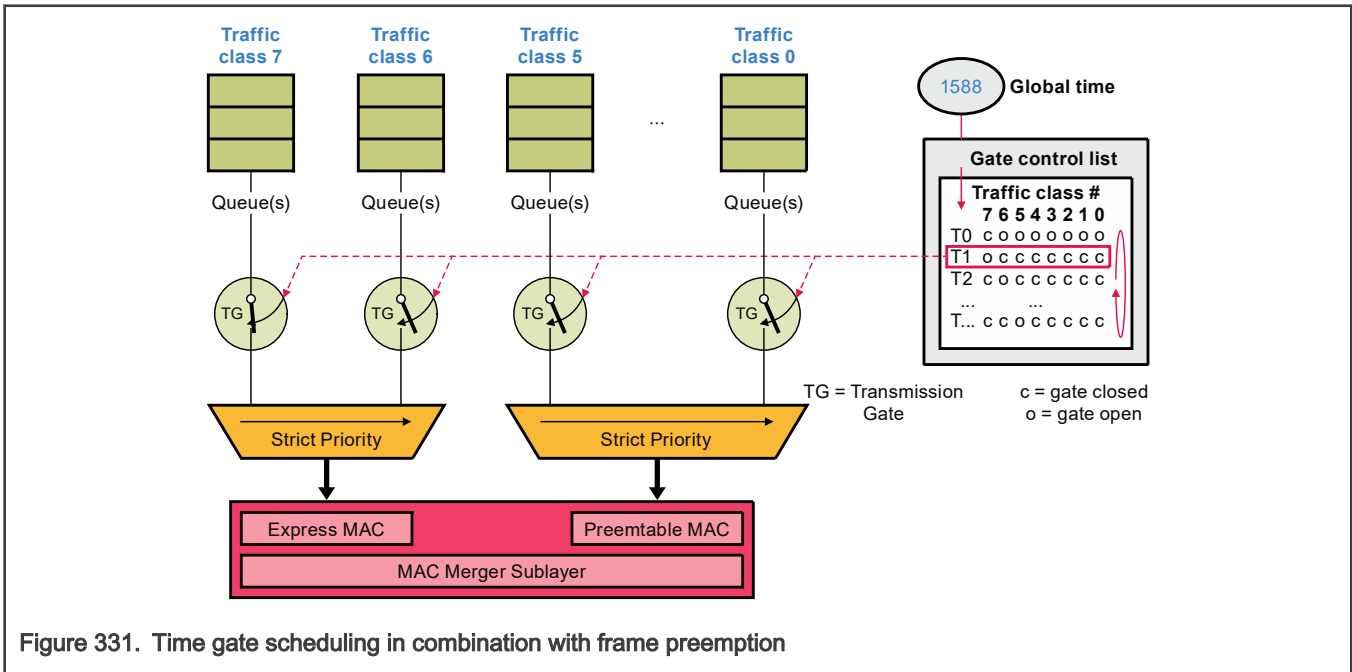 Traffic class 7
Traffic class 6
Traffic class 5
Traffic class 0
...
1588
Global time
Gate control list
Traffic class #
7 6 5 4 3 2 1 0
T0 c o o o o o o o
T1 o c c c c c c c
T2 c o c c c c c c
... ...
T... c c o c c c c c
Queue(s)
Queue(s)
Queue(s)
Queue(s)
TG
TG
TG
TG
TG = Transmission
Gate
c = gate closed
o = gate open
Strict Priority
Strict Priority
Express MAC
Preemtable MAC
MAC Merger Sublayer
Figure 331. Time gate scheduling in combination with frame preemption